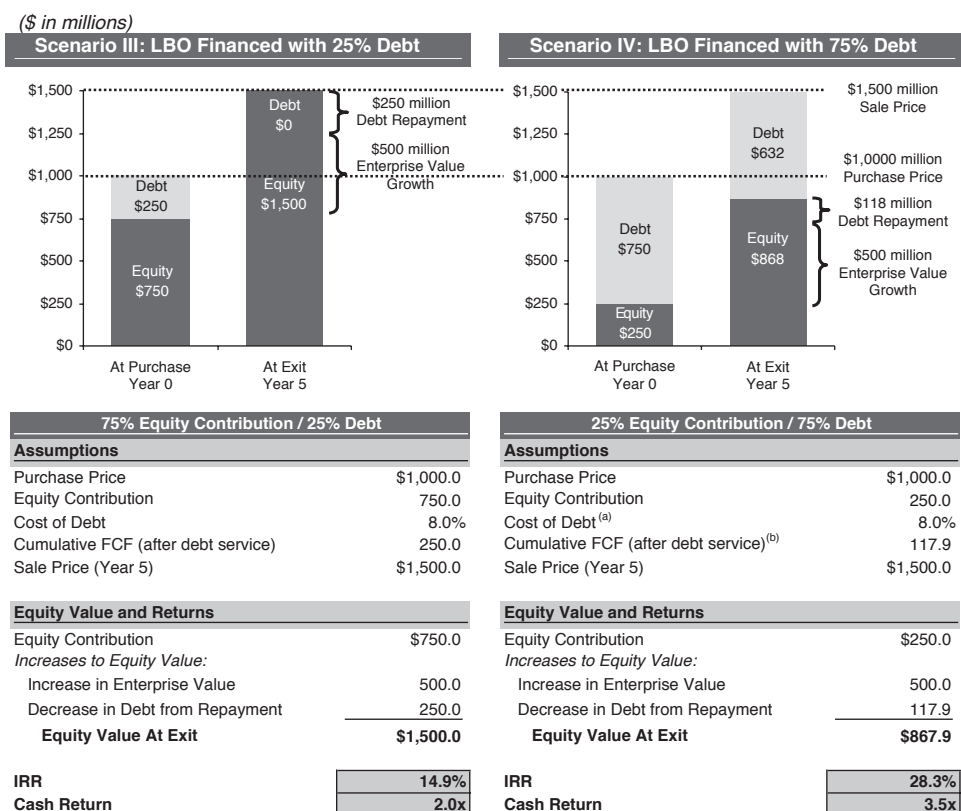 ($ in millions)
Scenario III: LBO Financed with 25% Debt
$1,500
$1,250
$1,000
$750
$500
$250
$0
Debt
$250
Equity
$750
Debt
$0
Equity
$1,500
$250 million
Debt Repayment
$500 million
Enterprise Value
Growth
At Purchase
Year 0
At Exit
Year 5
Scenario IV: LBO Financed with 75% Debt
$1,500
$1,250
$1,000
$750
$500
$250
$0
Debt
$750
Equity
$250
Debt
$632
Equity
$868
$1,500 million
Sale Price
$1,0000 million
Purchase Price
$118 million
Debt Repayment
$500 million
Enterprise Value
Growth
At Purchase
Year 0
At Exit
Year 5
75% Equity Contribution / 25% Debt
Assumptions
Purchase Price $1,000.0
Equity Contribution 750.0
Cost of Debt 8.0%
Cumulative FCF (after debt service) 250.0
Sale Price (Year 5) $1,500.0
Equity Value and Returns
Equity Contribution $750.0
Increases to Equity Value:
Increase in Enterprise Value 500.0
Decrease in Debt from Repayment 250.0
Equity Value At Exit $1,500.0
IRR 14.9%
Cash Return 2.0x
25% Equity Contribution / 75% Debt
Assumptions
Purchase Price $1,000.0
Equity Contribution 250.0
Cost of Debt (a) 8.0%
Cumulative FCF (after debt service)(b) 117.9
Sale Price (Year 5) $1,500.0
Equity Value and Returns
Equity Contribution $250.0
Increases to Equity Value:
Increase in Enterprise Value 500.0
Decrease in Debt from Repayment 117.9
Equity Value At Exit $867.9
IRR 28.3%
Cash Return 3.5x